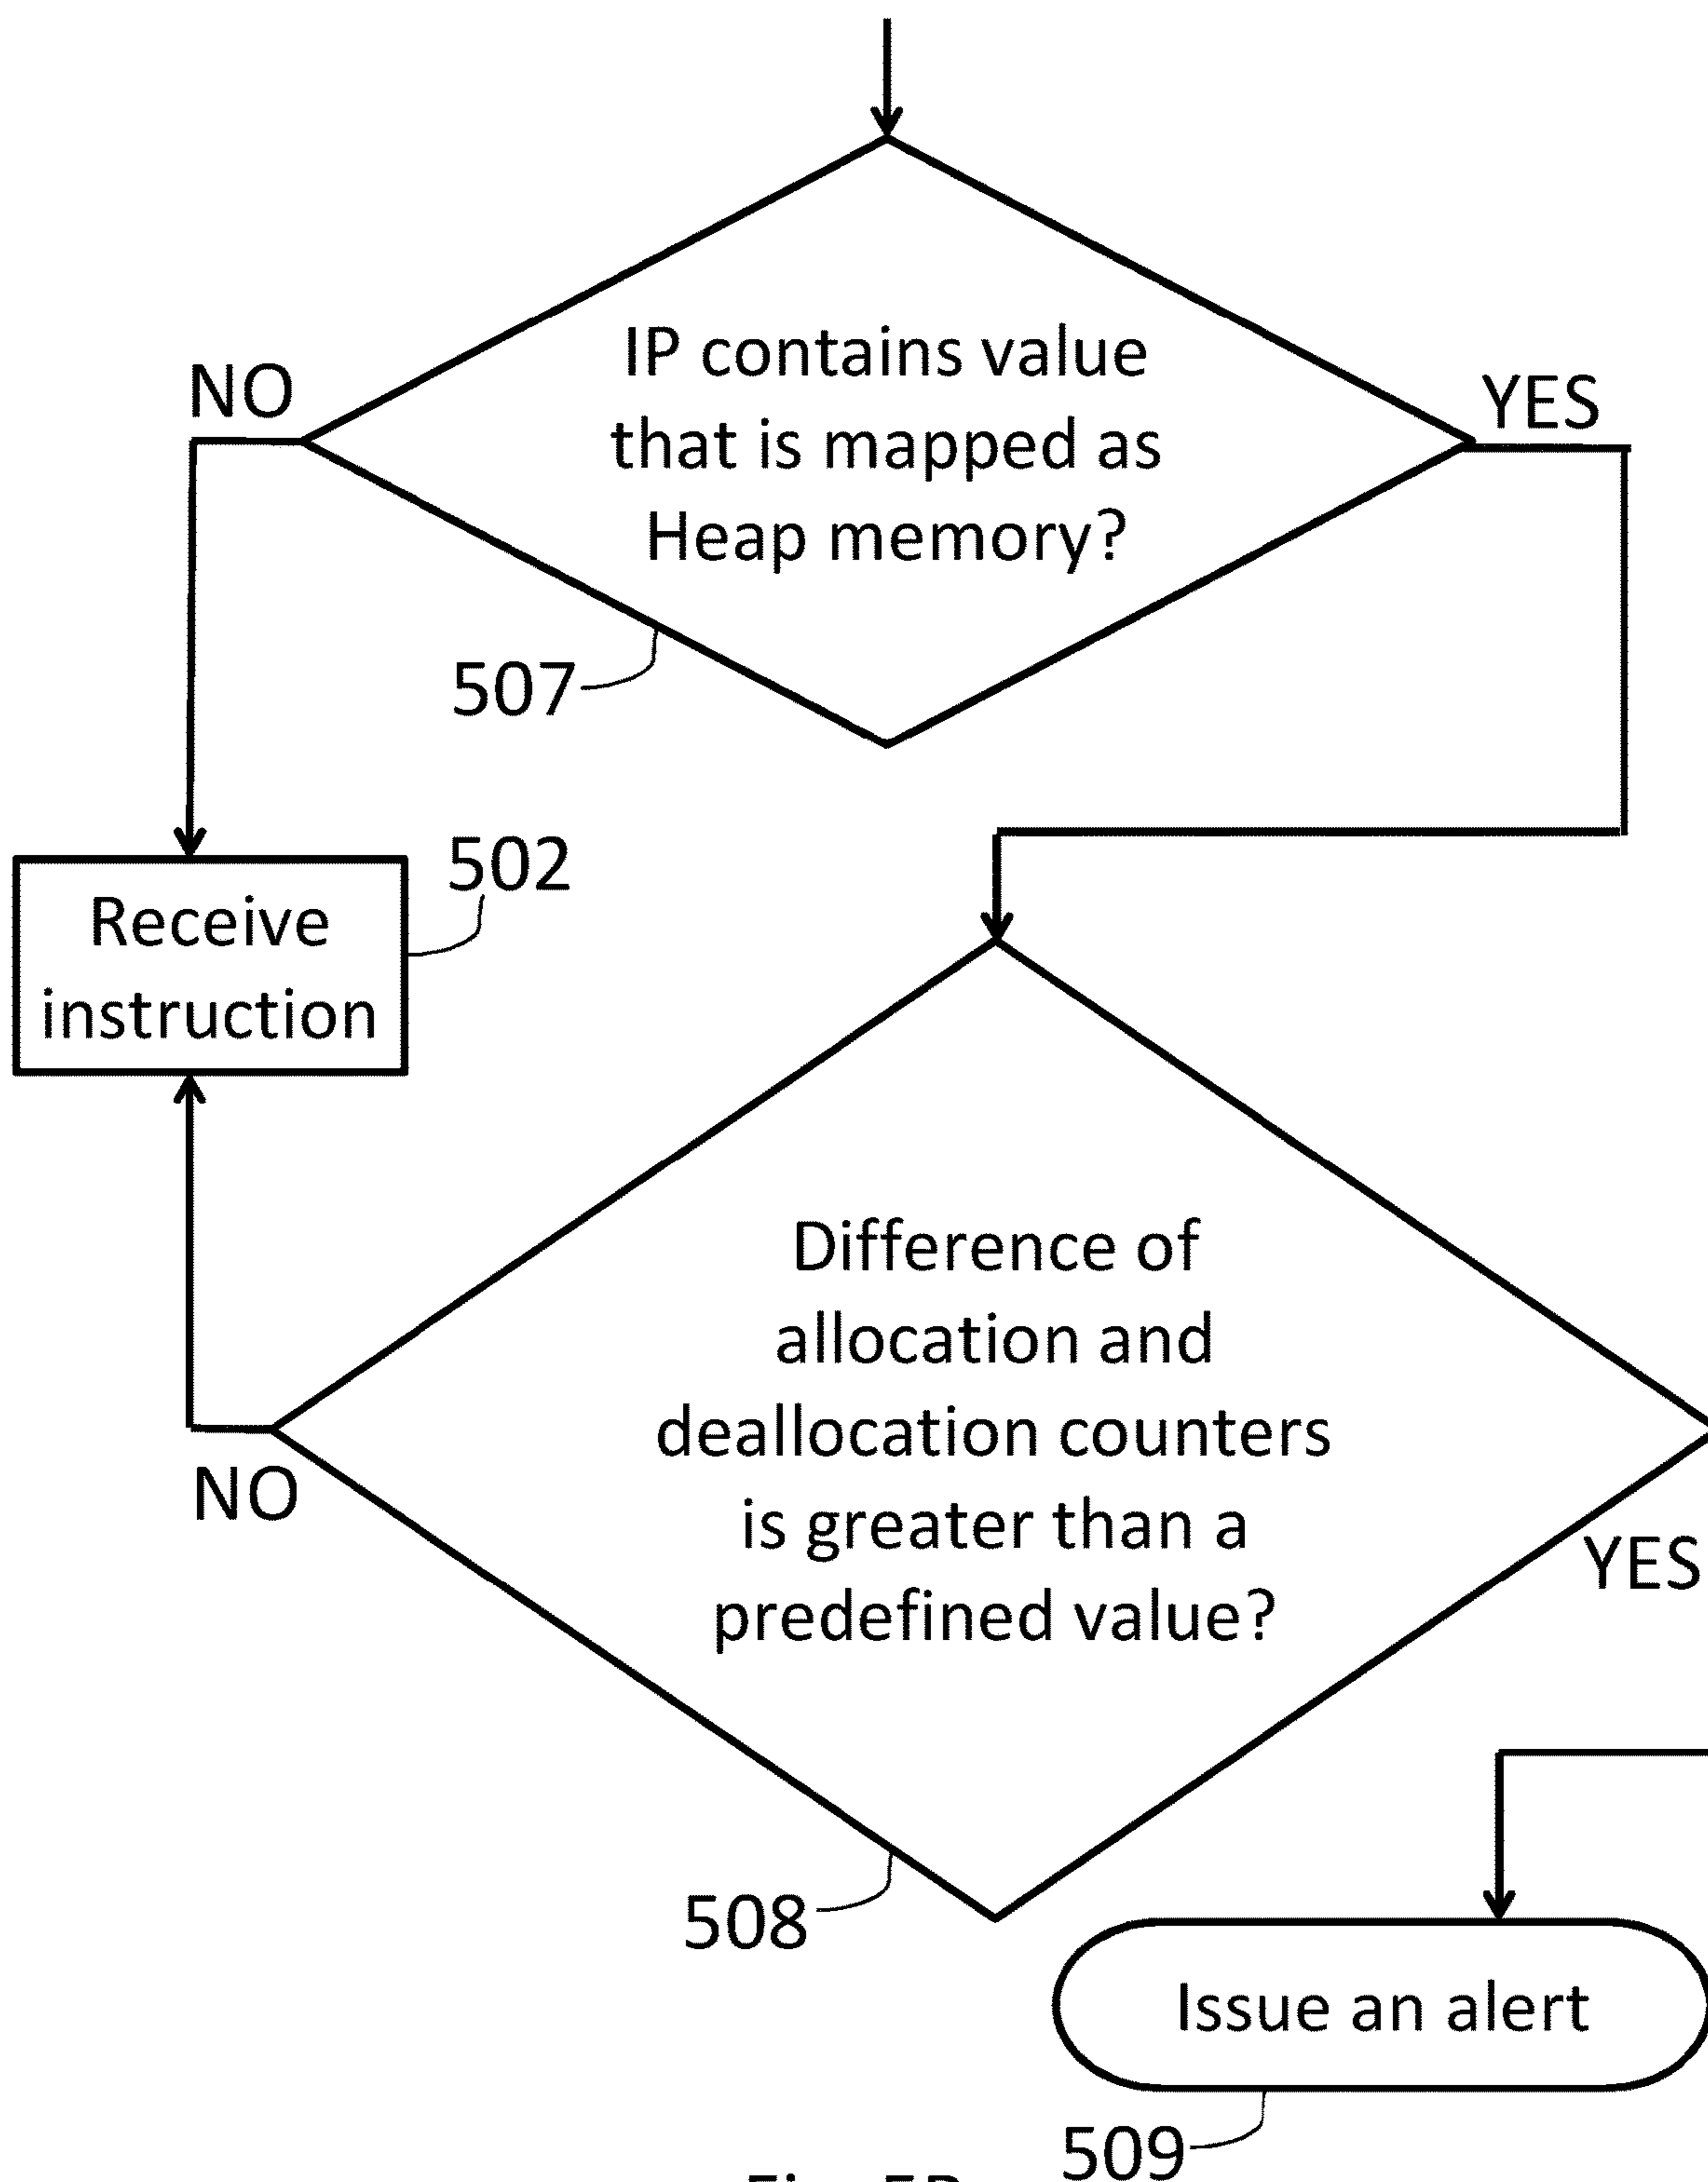 IP contains value
that is mapped as
Heap memory?
NO
YES
507
502
Receive
instruction
Difference of
allocation and
deallocation counters
is greater than a
predefined value?
NO
YES
508
Issue an alert
509